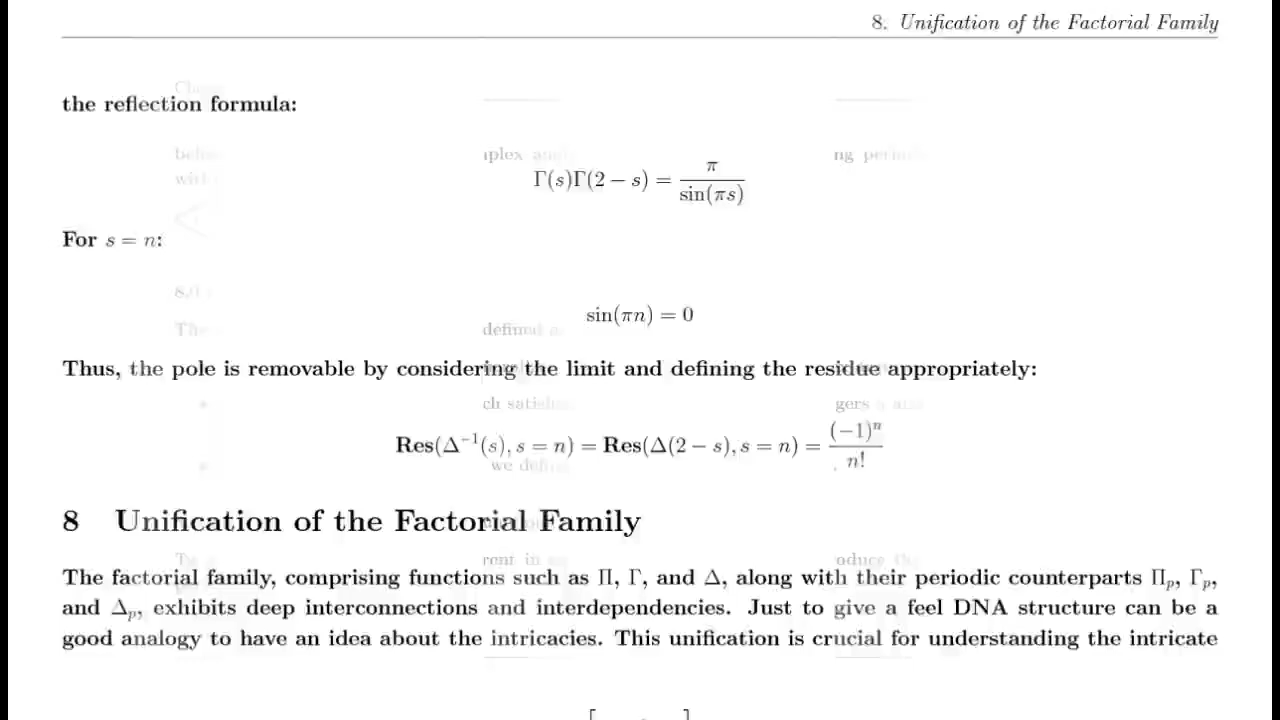 8. Unification of the Factorial Family
the reflection formula:
Γ(s)Γ(2 − s) = π / sin(πs)
For s = n:
sin(πn) = 0
Thus, the pole is removable by considering the limit and defining the residue appropriately:
Res(Δ⁻¹(s), s = n) = Res(Δ(2 − s), s = n) = (−1)ⁿ / n!
8 Unification of the Factorial Family
The factorial family, comprising functions such as Π, Γ, and Δ, along with their periodic counterparts Πₚ, Γₚ,
and Δₚ, exhibits deep interconnections and interdependencies. Just to give a feel DNA structure can be a
good analogy to have an idea about the intricacies. This unification is crucial for understanding the intricate